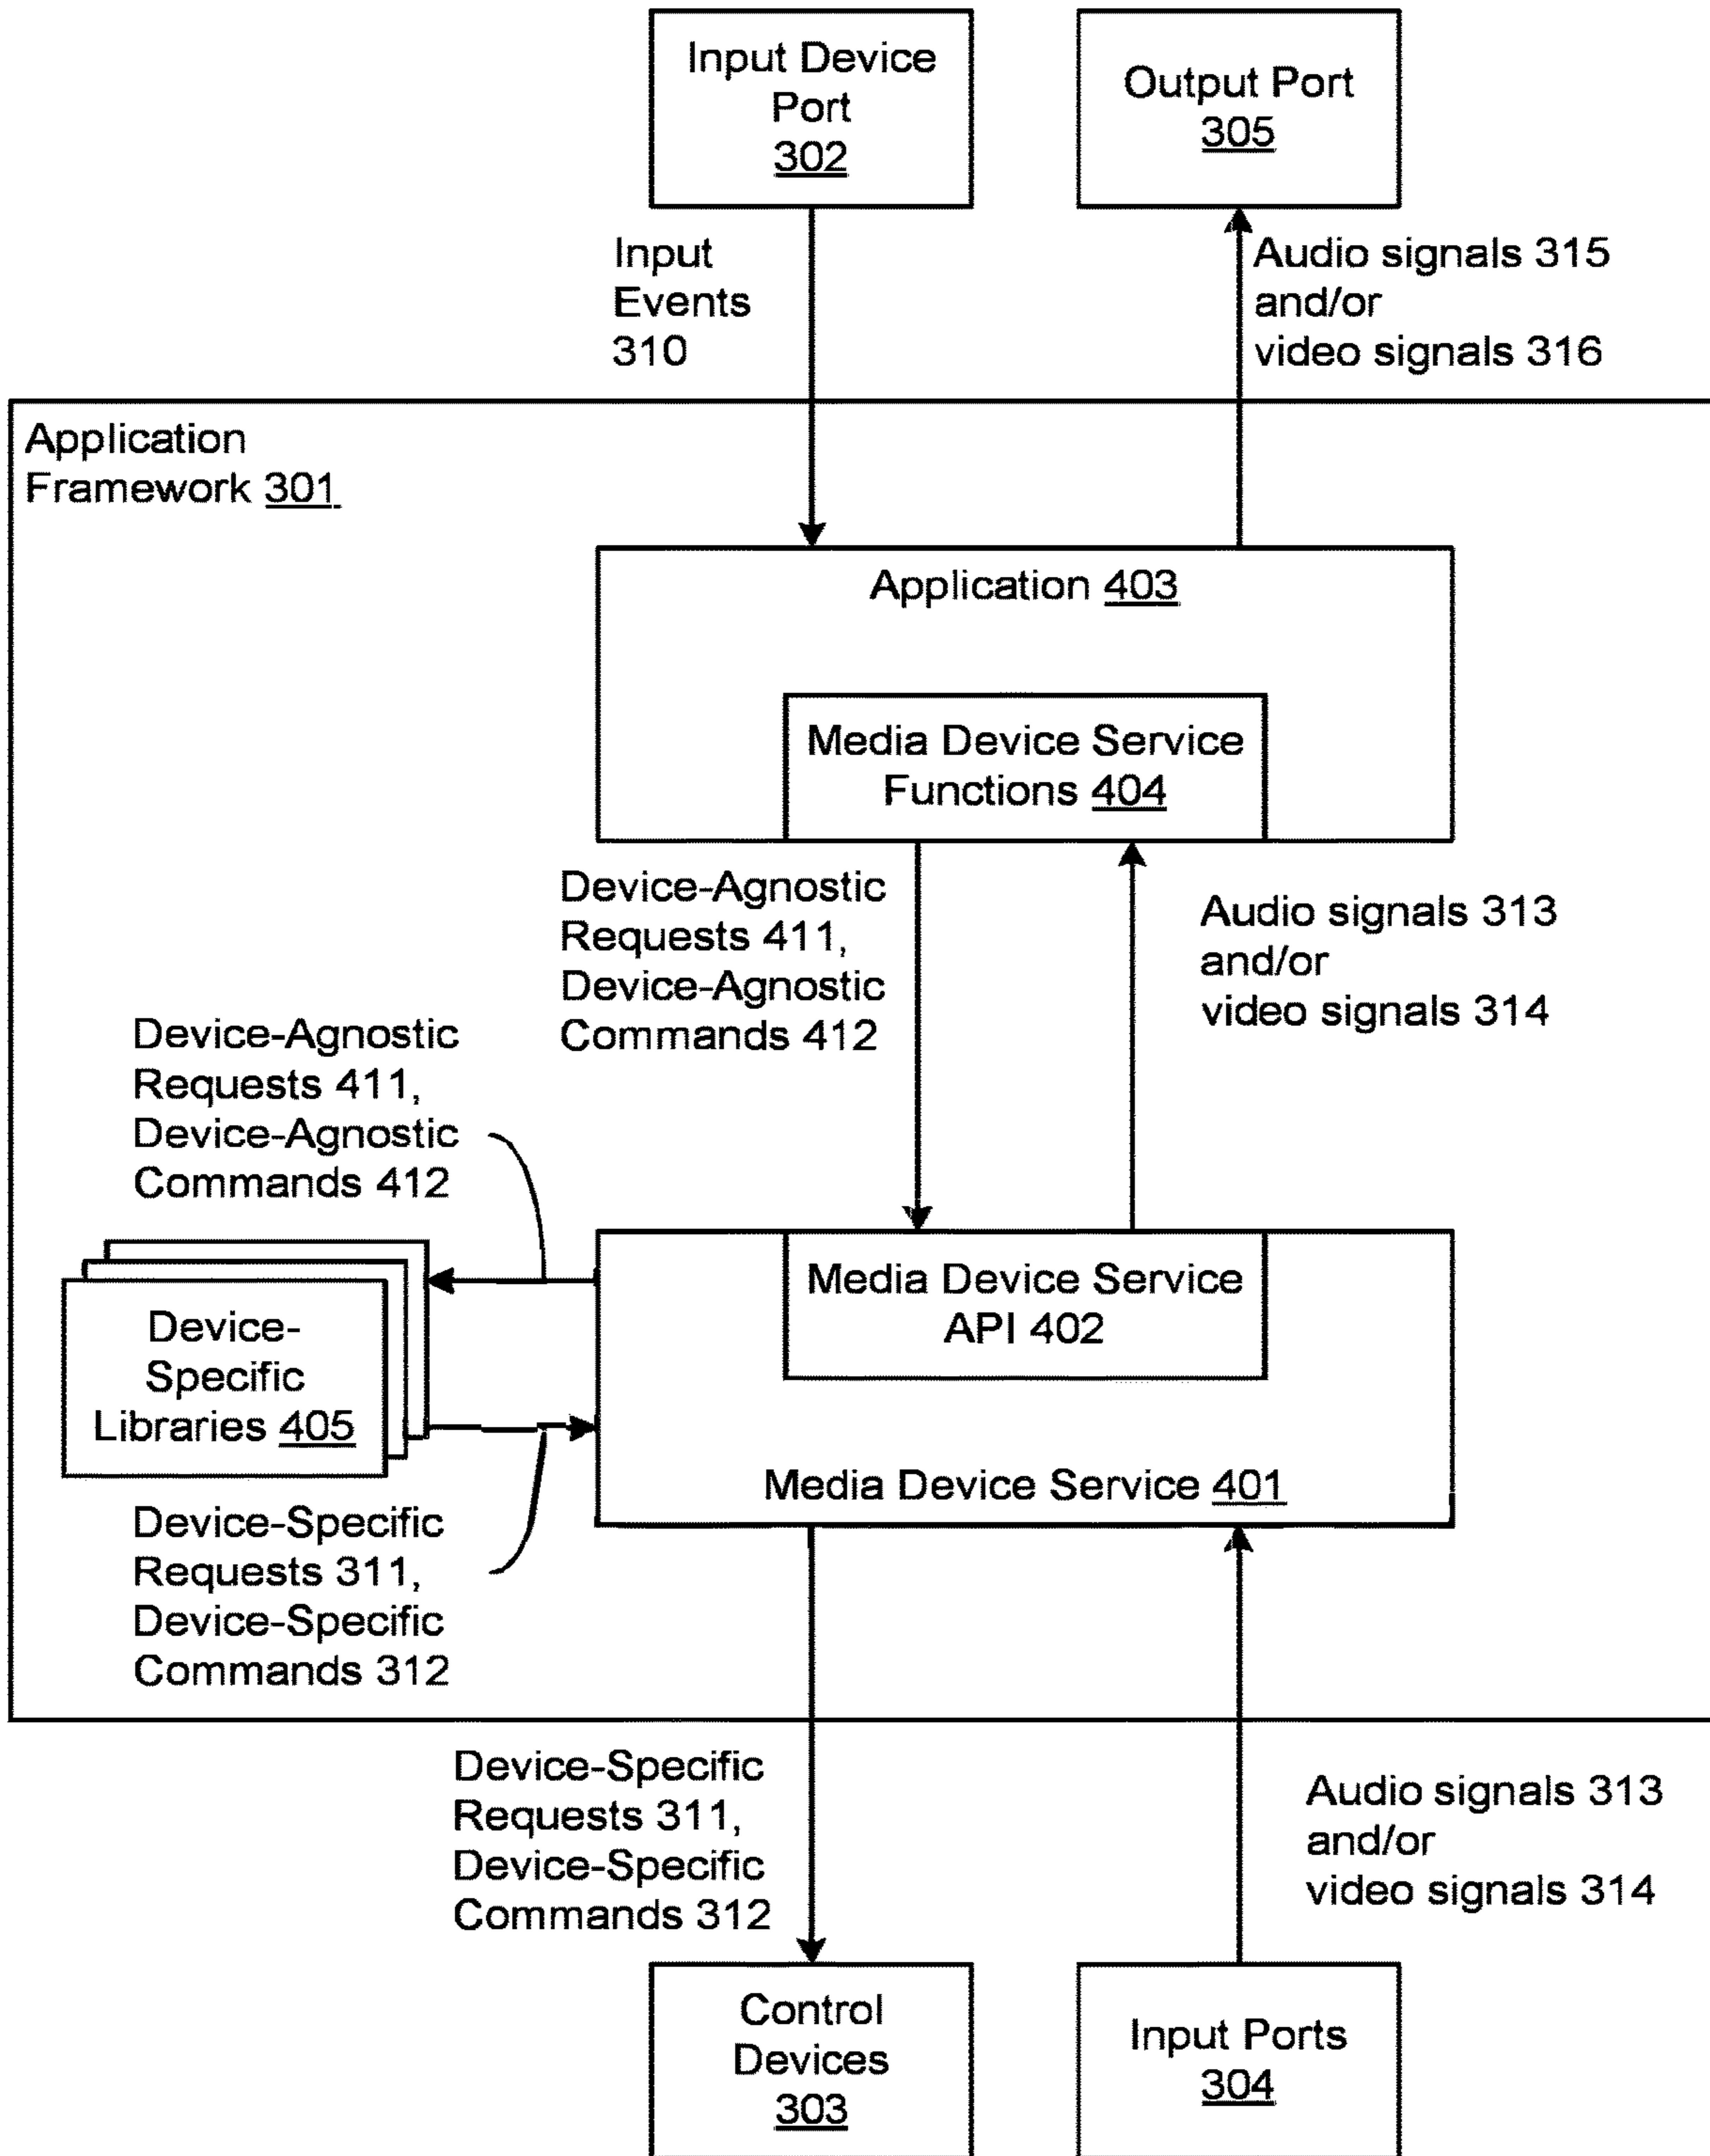 Input Device
Port
302
Output Port
305
Input
Events
310
Audio signals 315
and/or
video signals 316
Application
Framework 301
Application 403
Media Device Service
Functions 404
Device-Agnostic
Requests 411,
Device-Agnostic
Commands 412
Audio signals 313
and/or
video signals 314
Device-Agnostic
Requests 411,
Device-Agnostic
Commands 412
Media Device Service
API 402
Device-
Specific
Libraries 405
Media Device Service 401
Device-Specific
Requests 311,
Device-Specific
Commands 312
Device-Specific
Requests 311,
Device-Specific
Commands 312
Audio signals 313
and/or
video signals 314
Control
Devices
303
Input Ports
304